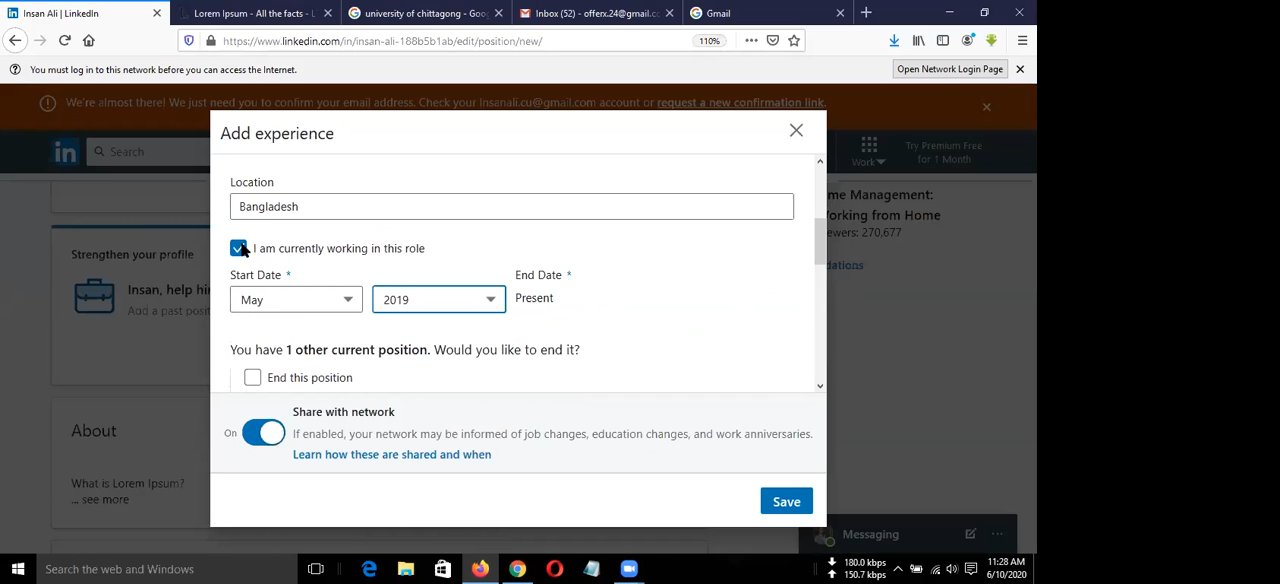 Insan Ali | LinkedIn
Lorem Ipsum - All the facts - L
university of chittagong - Goog
Inbox (52) - offerx.24@gmail.c
Gmail
https://www.linkedin.com/in/insan-ali-188b5b1ab/edit/position/new/
110%
You must log in to this network before you can access the Internet.
Open Network Login Page
We're almost there! We just need you to confirm your email address. Check your Insanali.cu@gmail.com account or request a new confirmation link.
Add experience
in
Search
Work
Try Premium Free
for 1 Month
Location
Bangladesh
me Management:
orking from Home
ewers: 270,677
dations
Strengthen your profile
Insan, help hi
Add a past posi
I am currently working in this role
Start Date *
End Date *
May
2019
Present
You have 1 other current position. Would you like to end it?
End this position
On
Share with network
If enabled, your network may be informed of job changes, education changes, and work anniversaries.
Learn how these are shared and when
About
What is Lorem Ipsum?
... see more
Save
Messaging
Search the web and Windows
180.0 kbps
150.7 kbps
11:28 AM
6/10/2020